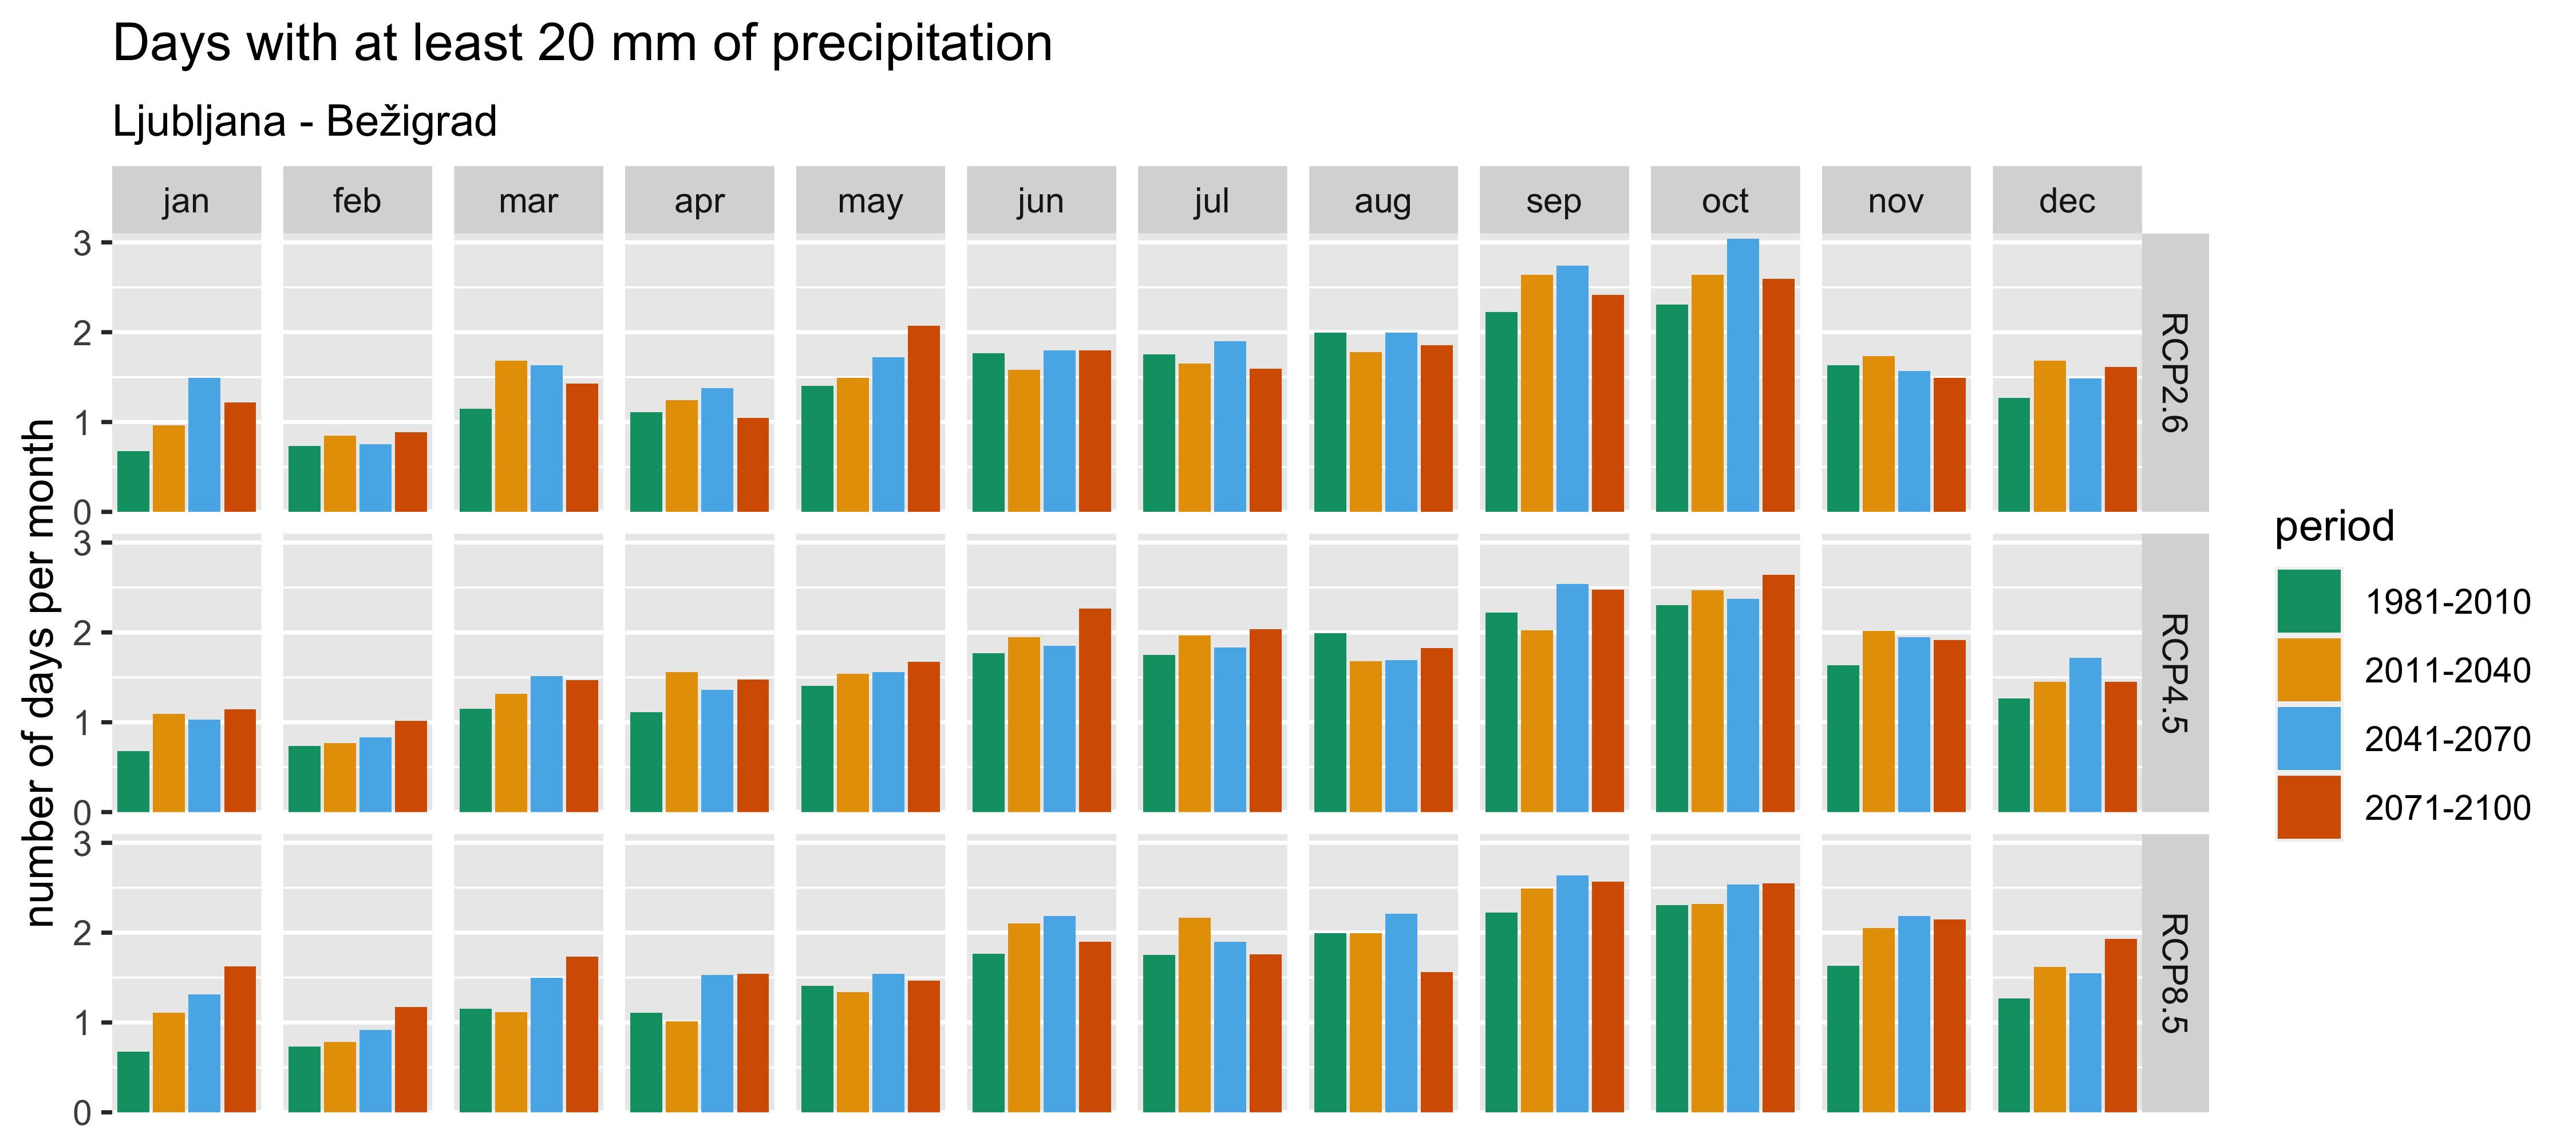 Days with at least 20 mm of precipitation
Ljubljana - Bežigrad
jan feb mar apr may jun jul aug sep oct nov dec
number of days per month
3
2
1
0
RCP2.6
3
2
1
0
RCP4.5
3
2
1
0
RCP8.5
period
1981-2010
2011-2040
2041-2070
2071-2100